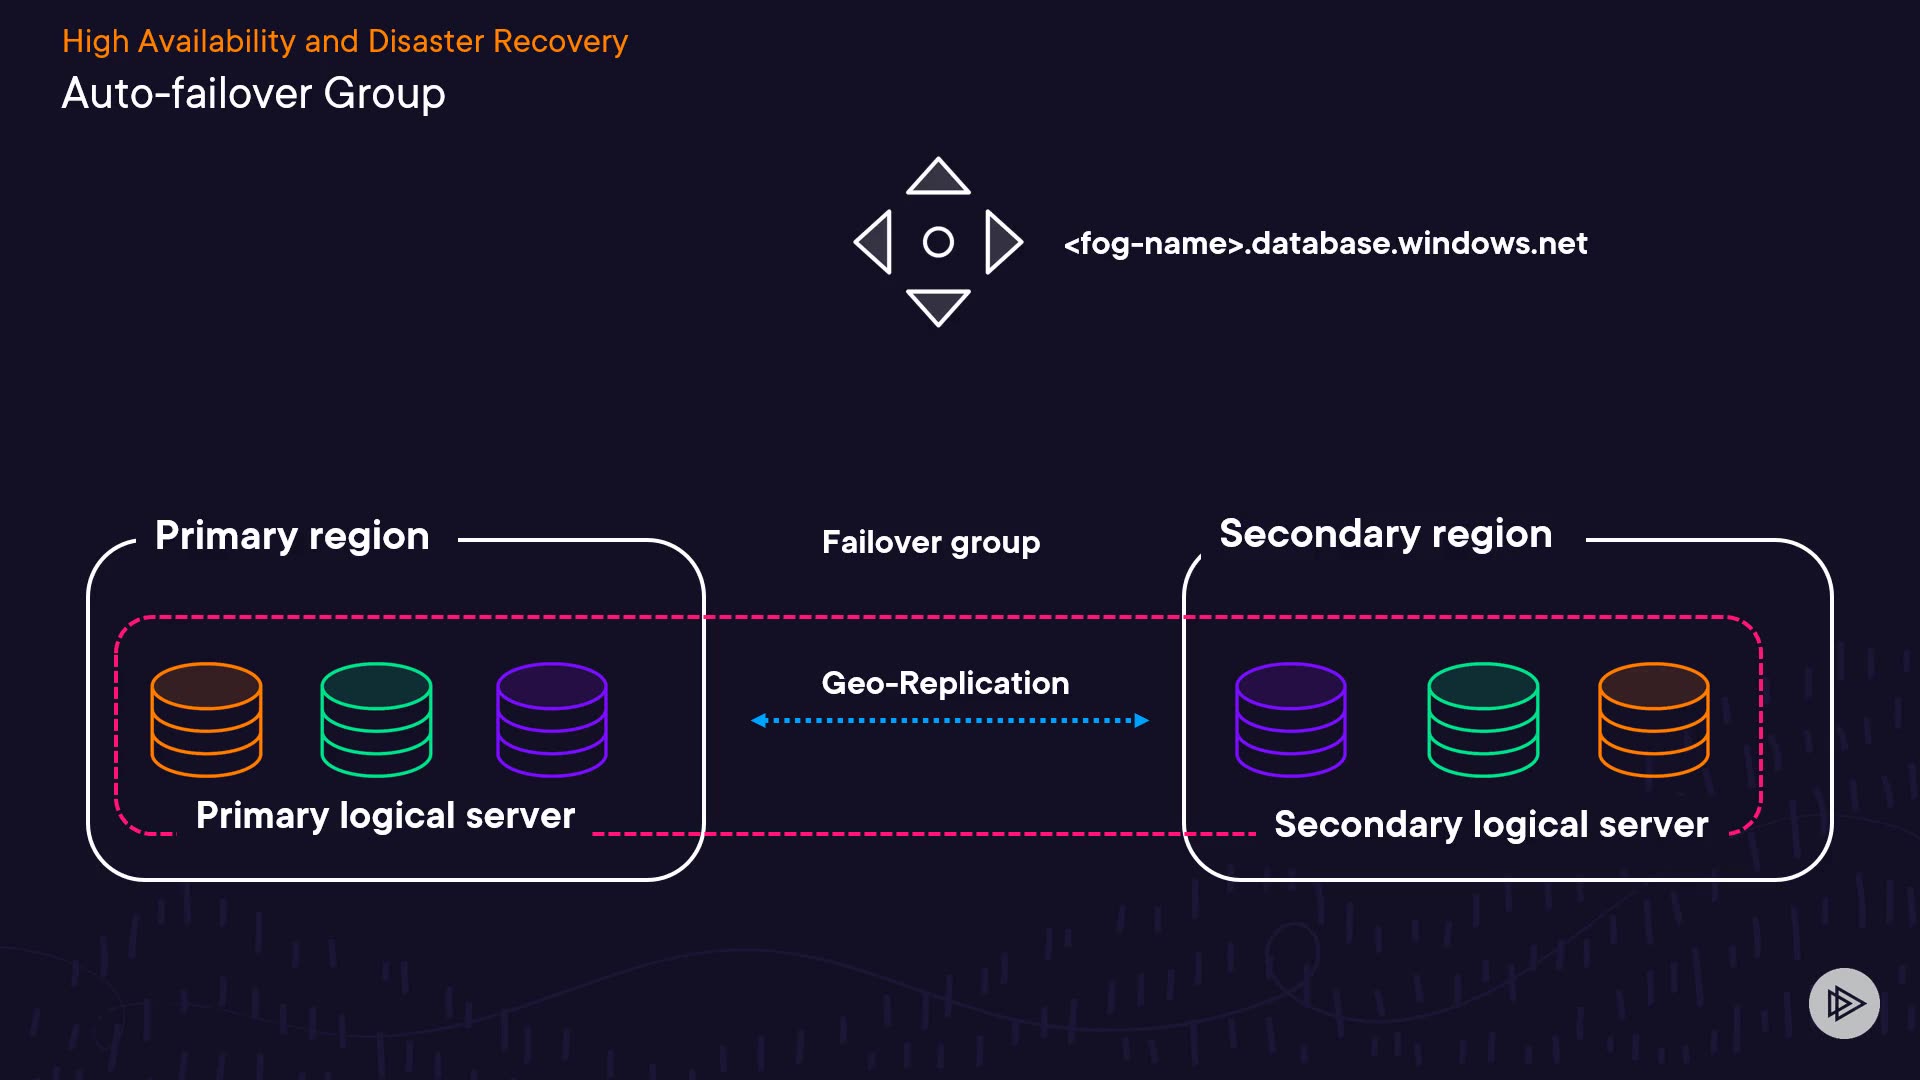 High Availability and Disaster Recovery
Auto-failover Group
<fog-name>.database.windows.net
Primary region
Failover group
Secondary region
Geo-Replication
Primary logical server
Secondary logical server